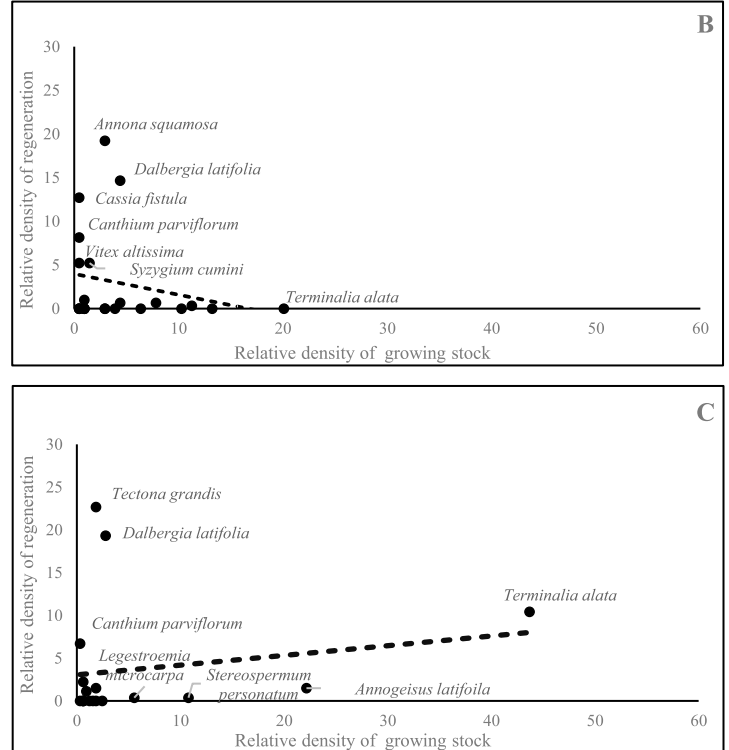 B
30
25
20
15
10
5
0
Relative density of regeneration
Annona squamosa
Dalbergia latifolia
Cassia fistula
Canthium parviflorum
Vitex altissima
Syzygium cumini
Terminalia alata
0 10 20 30 40 50 60
Relative density of growing stock
C
30
25
20
15
10
5
0
Relative density of regeneration
Tectona grandis
Dalbergia latifolia
Terminalia alata
Canthium parviflorum
Legestroemia
microcarpa
Stereospermum
personatum
Annogeisus latifoila
0 10 20 30 40 50 60
Relative density of growing stock